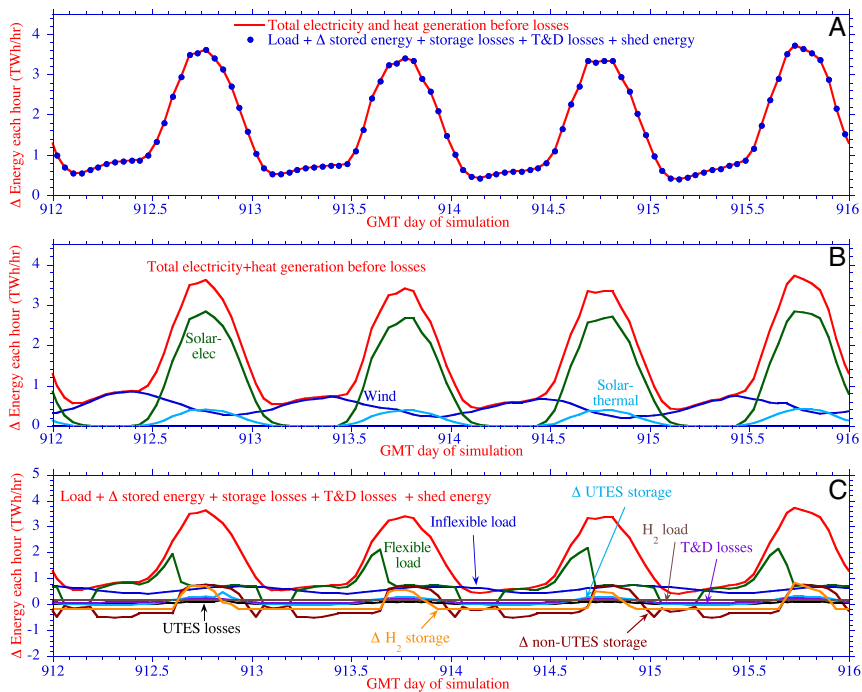 A
Total electricity and heat generation before losses
Load + Δ stored energy + storage losses + T&D losses + shed energy
Δ Energy each hour (TWh/hr)
4
3
2
1
0
912 912.5 913 913.5 914 914.5 915 915.5 916
GMT day of simulation
B
Total electricity+heat generation before losses
Solar-
elec
Wind
Solar-
thermal
Δ Energy each hour (TWh/hr)
4
3
2
1
0
912 912.5 913 913.5 914 914.5 915 915.5 916
GMT day of simulation
C
Load + Δ stored energy + storage losses + T&D losses + shed energy
Δ UTES storage
Inflexible load
H2 load
T&D losses
Flexible
load
UTES losses
Δ H2 storage
Δ non-UTES storage
Δ Energy each hour (TWh/hr)
5
4
3
2
1
0
-1
-2
912 912.5 913 913.5 914 914.5 915 915.5 916
GMT day of simulation